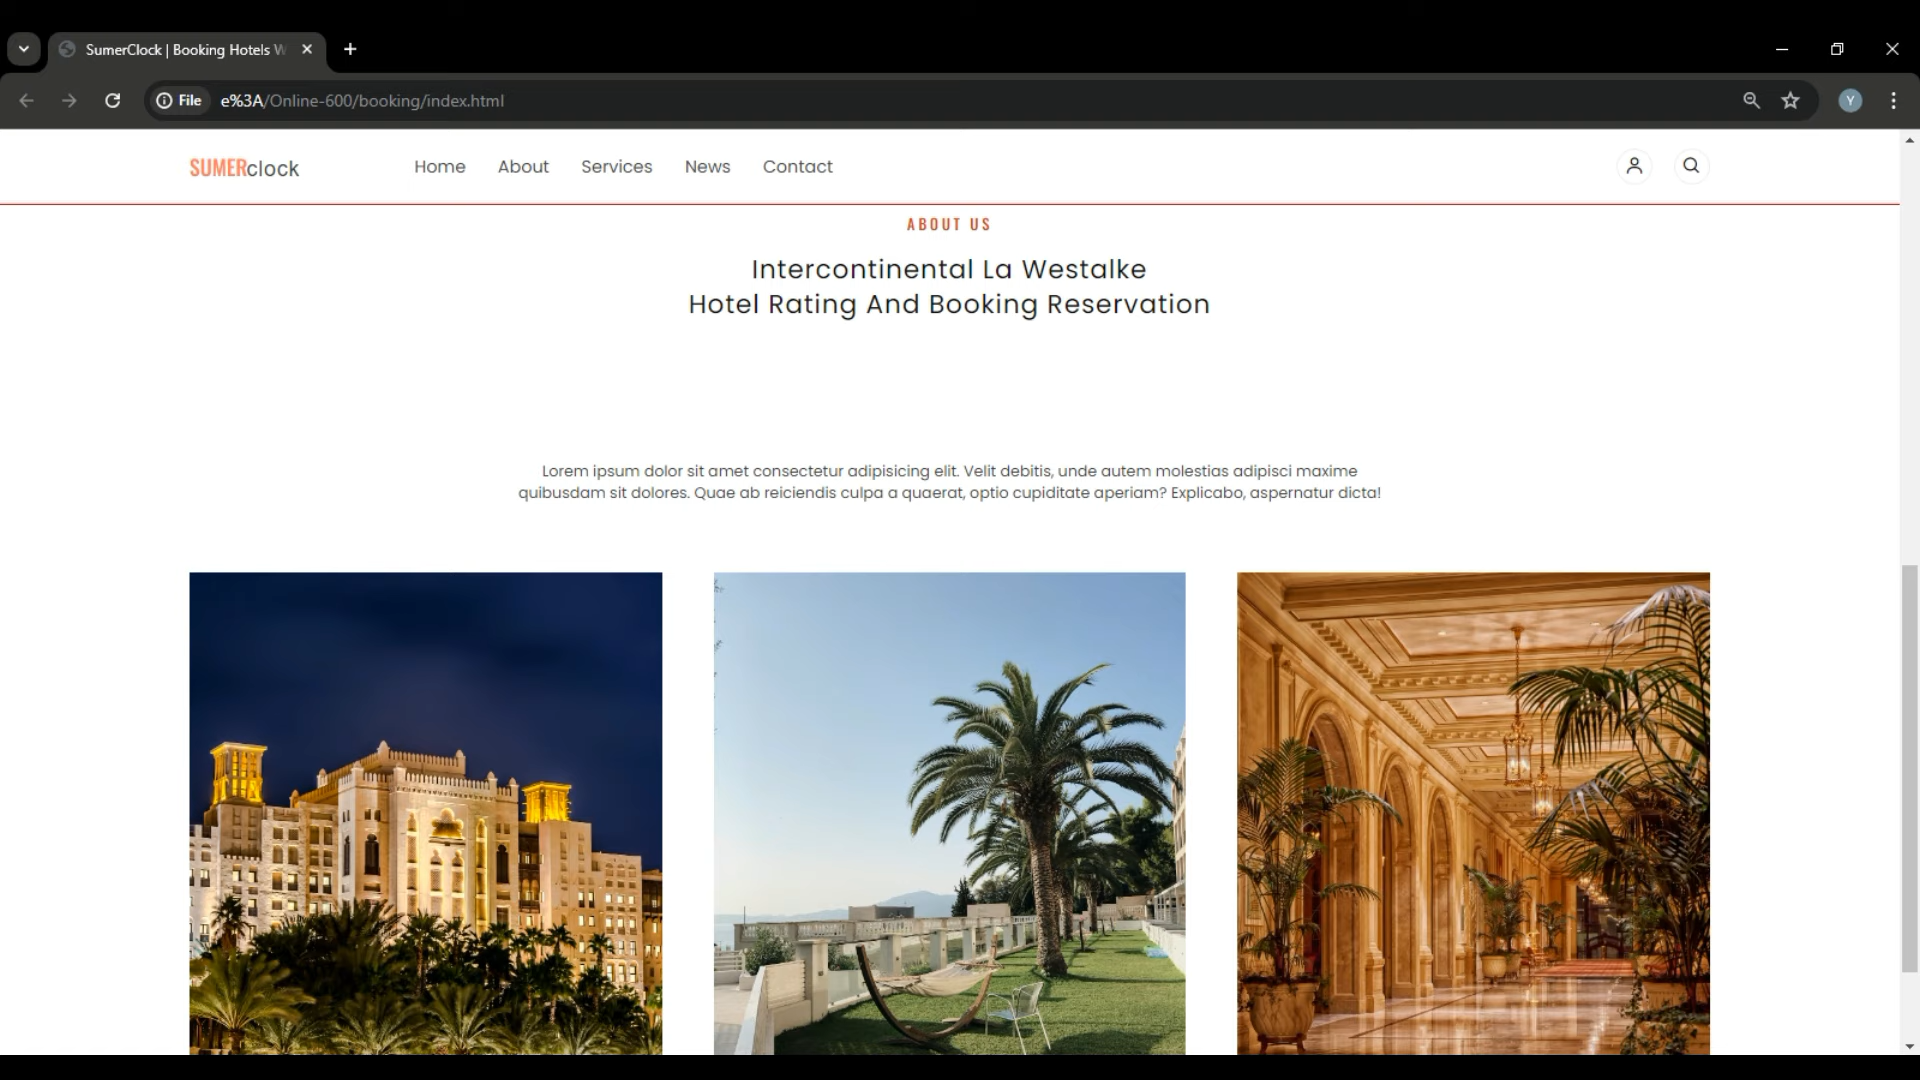 SumerClock | Booking Hotels W
File
e%3A/Online-600/booking/index.html
Y
SUMERclock
Home
About
Services
News
Contact
ABOUT US
Intercontinental La Westalke
Hotel Rating And Booking Reservation
Lorem ipsum dolor sit amet consectetur adipisicing elit. Velit debitis, unde autem molestias adipisci maxime
quibusdam sit dolores. Quae ab reiciendis culpa a quaerat, optio cupiditate aperiam? Explicabo, aspernatur dicta!